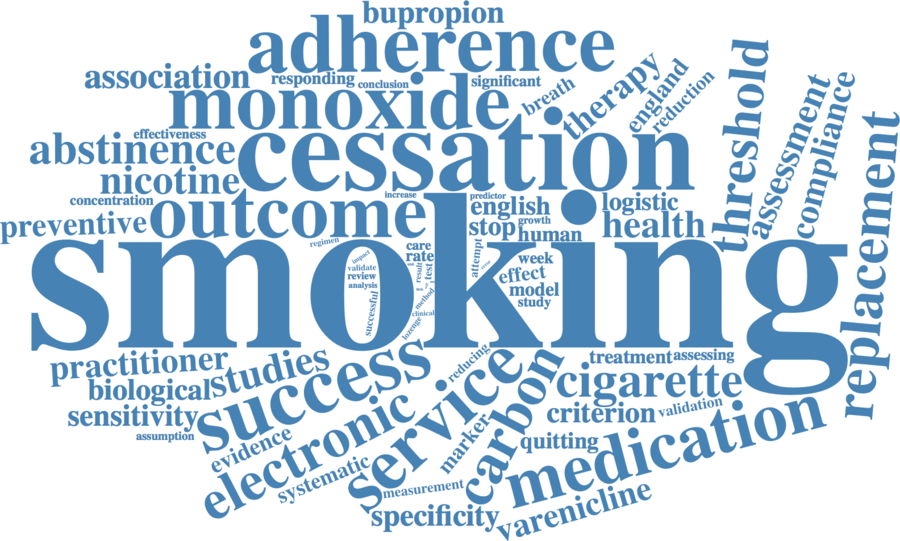 bupropion
adherence
association
responding
conclusion
significant
monoxide
breath
therapy
england
reduction
threshold
assessment
compliance
replacement
effectiveness
abstinence
cessation
nicotine
increase
predictor
concentration
outcome
english
logistic
preventive
stop
growth
human
health
smoking
regimen
care
rate
impact
validate
review
analysis
successful
result
test
method
clinical
lozenge
attempt
week
effect
model
study
practitioner
studies
biological
sensitivity
assumption
success
reducing
service
carbon
treatment
assessing
cigarette
criterion
validation
evidence
electronic
systematic
marker
quitting
medication
measurement
specificity
varenicline